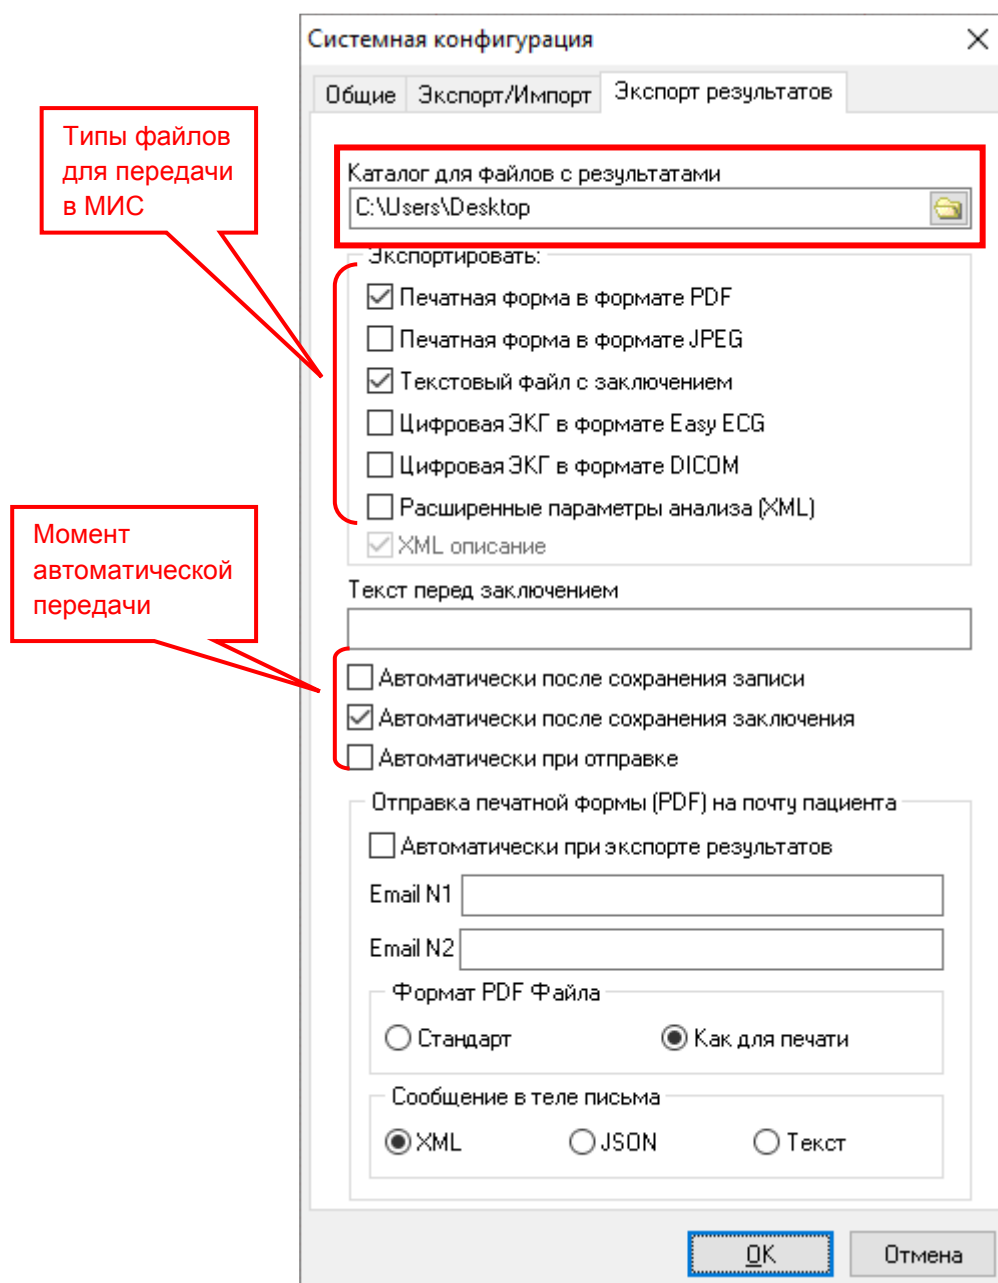 Системная конфигурация
Общие
Экспорт/Импорт
Экспорт результатов
Типы файлов
для передачи
в МИС
Каталог для файлов с результатами
C:\Users\Desktop
Экспортировать:
Печатная форма в формате PDF
Печатная форма в формате JPEG
Текстовый файл с заключением
Цифровая ЭКГ в формате Easy ECG
Цифровая ЭКГ в формате DICOM
Расширенные параметры анализа (XML)
XML описание
Момент
автоматической
передачи
Текст перед заключением
Автоматически после сохранения записи
Автоматически после сохранения заключения
Автоматически при отправке
Отправка печатной формы (PDF) на почту пациента
Автоматически при экспорте результатов
Email N1
Email N2
Формат PDF Файла
Стандарт
Как для печати
Сообщение в теле письма
XML
JSON
Текст
OK
Отмена